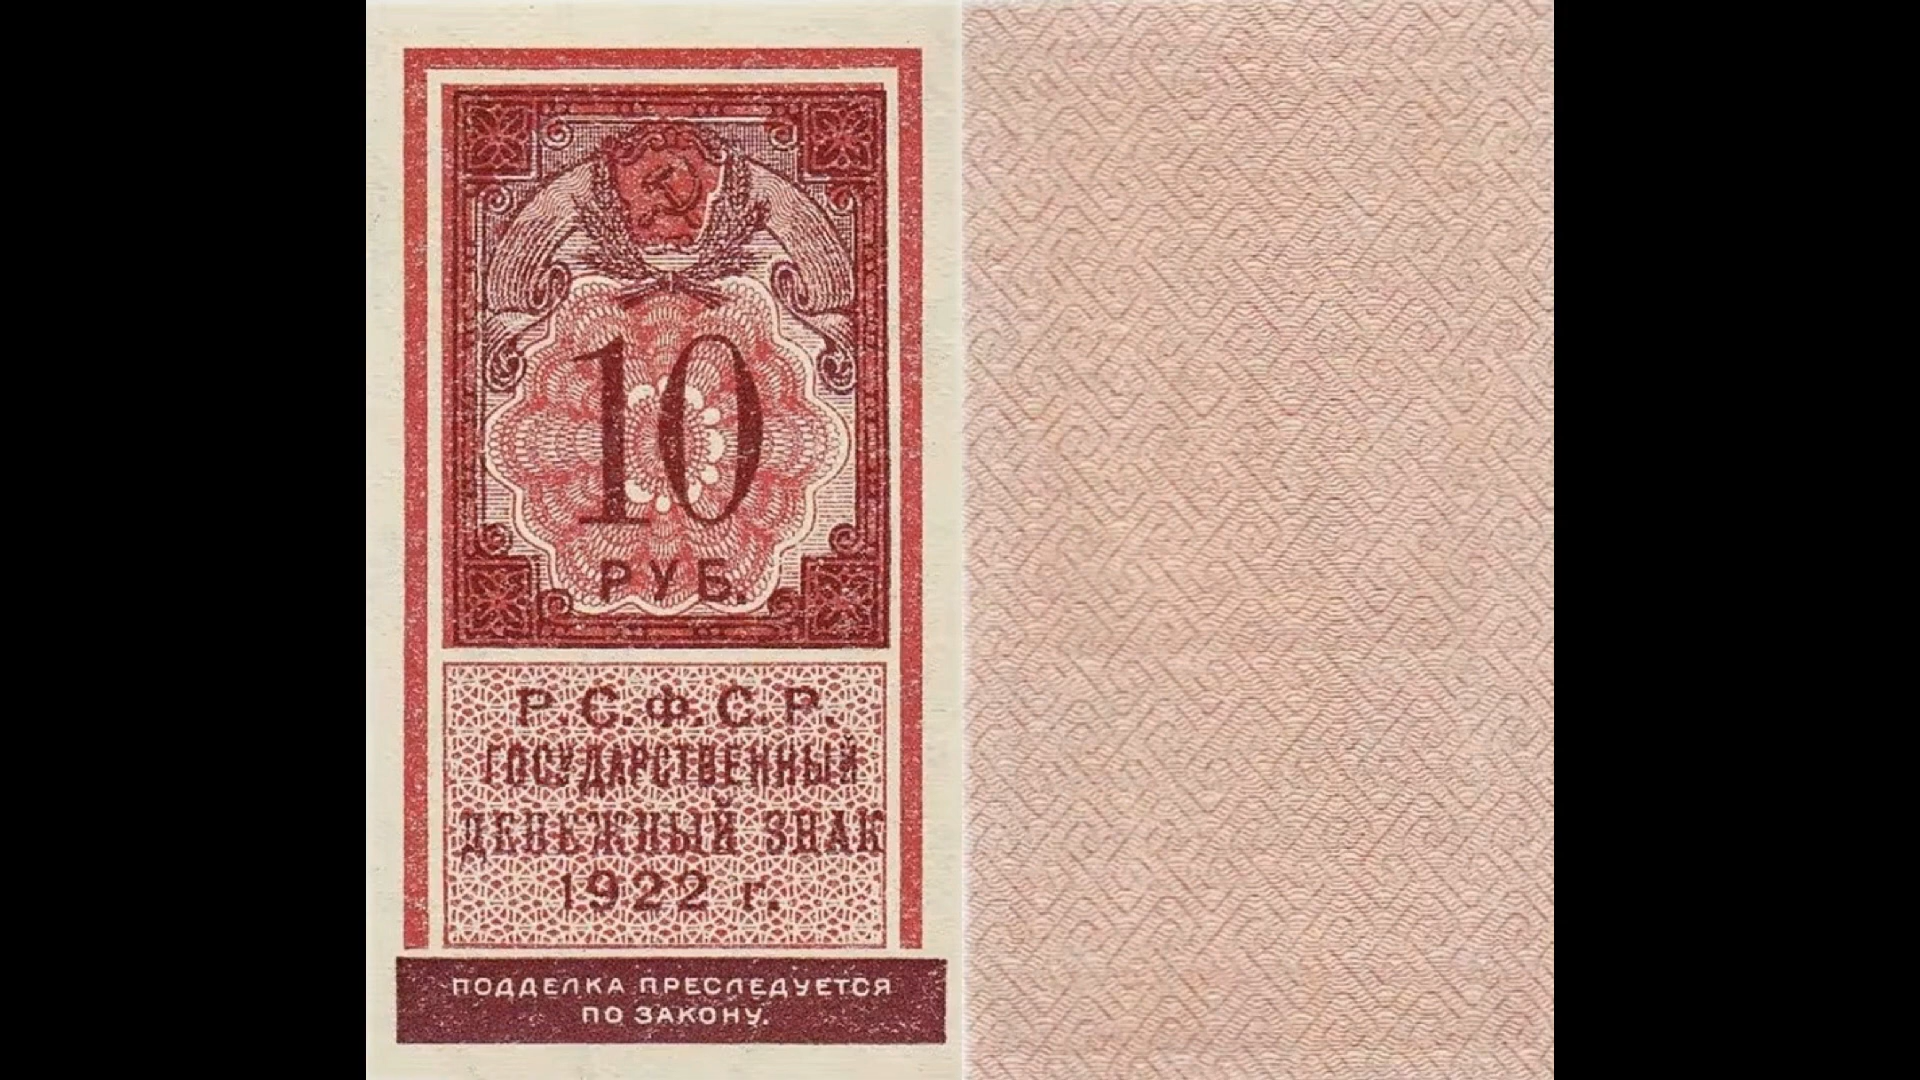 10
РУБ.
Р.С.Ф.С.Р.
ГОСУДАРСТВЕННЫЙ
ДЕНЕЖНЫЙ ЗНАК
1922 г.
ПОДДЕЛКА ПРЕСЛЕДУЕТСЯ
ПО ЗАКОНУ.